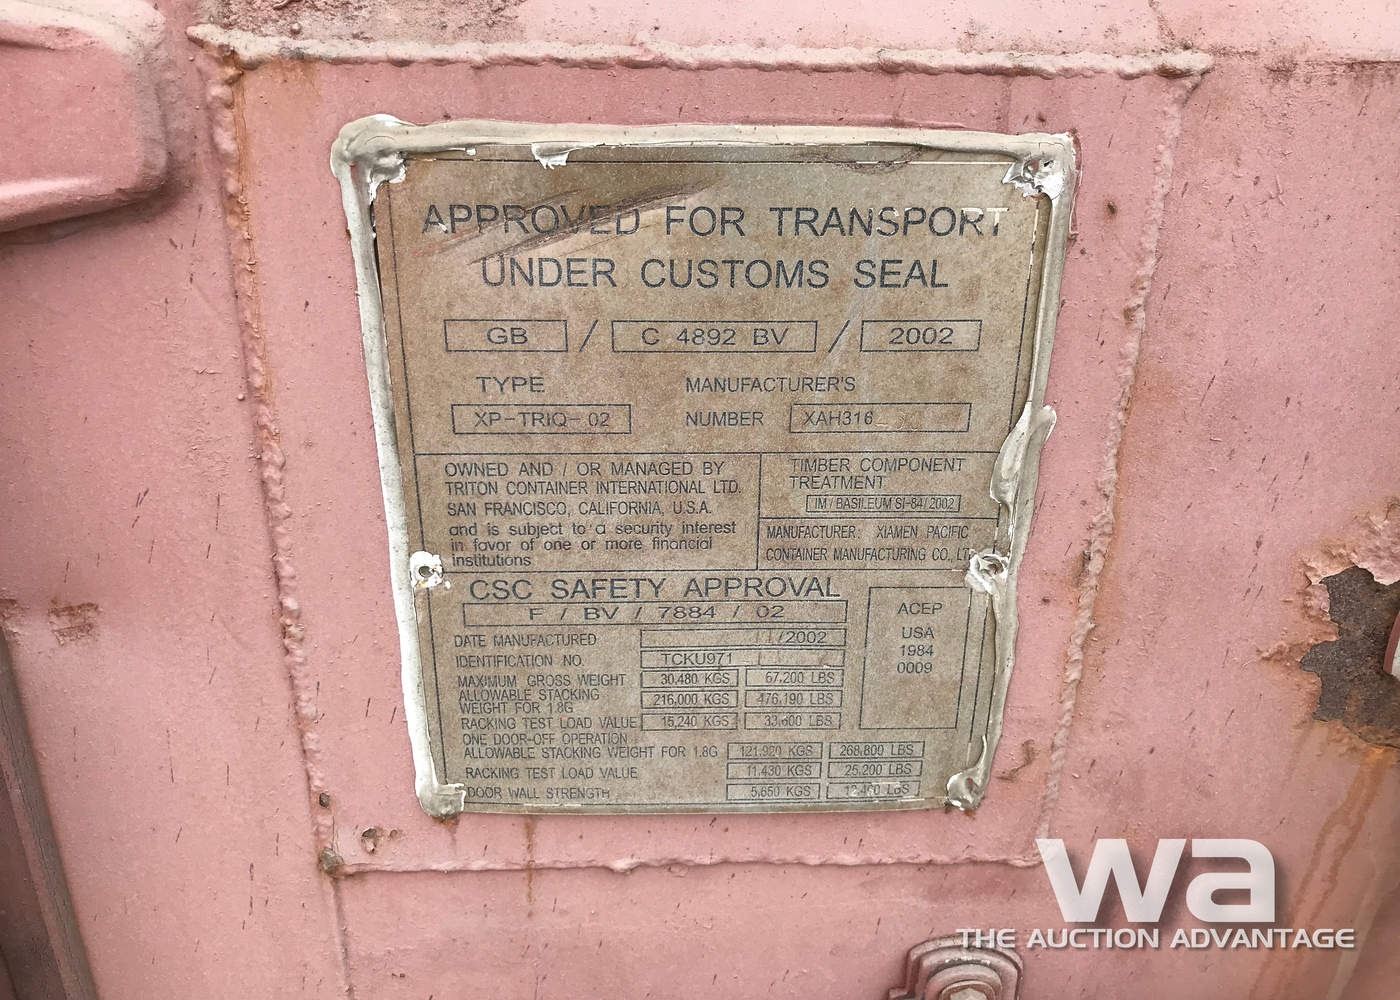 APPROVED FOR TRANSPORT
UNDER CUSTOMS SEAL
GB / C 4892 BV / 2002
TYPE MANUFACTURER'S
XP-TRIQ-02 NUMBER XAH316
OWNED AND / OR MANAGED BY
TRITON CONTAINER INTERNATIONAL LTD.
SAN FRANCISCO, CALIFORNIA, U.S.A.
and is subject to a security interest
in favor of one or more financial
institutions
TIMBER COMPONENT
TREATMENT
IM / BASILEUM SI-84/2002
MANUFACTURER: XIAMEN PACIFIC
CONTAINER MANUFACTURING CO.
CSC SAFETY APPROVAL
F / BV / 7884 / 02
DATE MANUFACTURED /2002
IDENTIFICATION NO. TCKU971
MAXIMUM GROSS WEIGHT 30,480 KGS 67,200 LBS
ALLOWABLE STACKING
WEIGHT FOR 1.8G 216,000 KGS 476,190 LBS
RACKING TEST LOAD VALUE 15,240 KGS 33,600 LBS
ONE DOOR-OFF OPERATION
ALLOWABLE STACKING WEIGHT FOR 1.8G 121,920 KGS 268,800 LBS
RACKING TEST LOAD VALUE 11,430 KGS 25,200 LBS
DOOR WALL STRENGTH 5,650 KGS LBS
ACEP
USA
1984
0009
wa
THE AUCTION ADVANTAGE